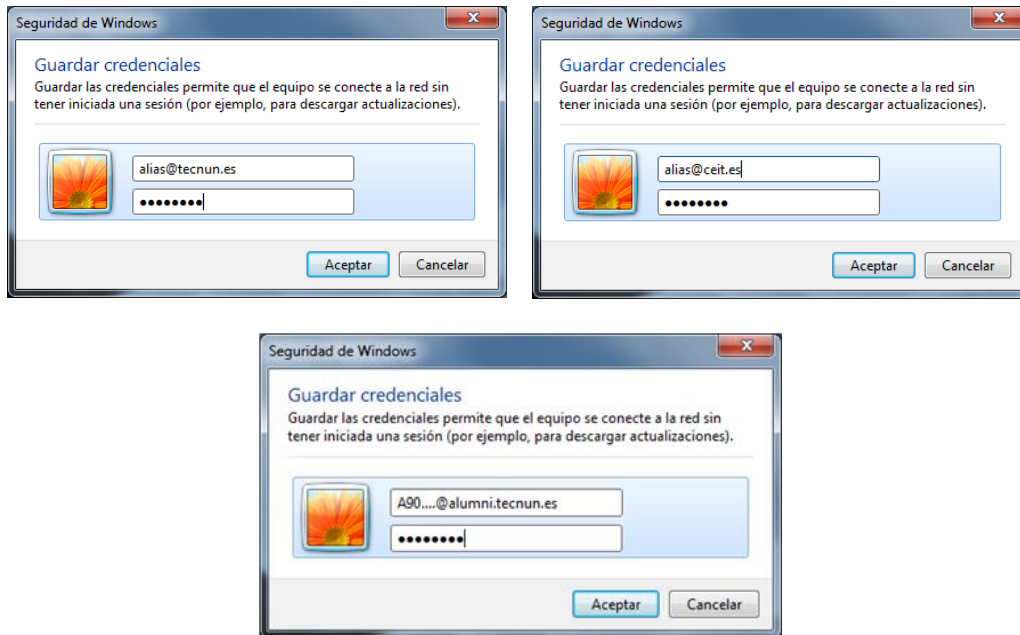 Seguridad de Windows
Guardar credenciales
Guardar las credenciales permite que el equipo se conecte a la red sin
tener iniciada una sesión (por ejemplo, para descargar actualizaciones).
alias@tecnun.es
••••••••
Aceptar Cancelar
Seguridad de Windows
Guardar credenciales
Guardar las credenciales permite que el equipo se conecte a la red sin
tener iniciada una sesión (por ejemplo, para descargar actualizaciones).
alias@ceit.es
••••••••
Aceptar Cancelar
Seguridad de Windows
Guardar credenciales
Guardar las credenciales permite que el equipo se conecte a la red sin
tener iniciada una sesión (por ejemplo, para descargar actualizaciones).
A90....@alumni.tecnun.es
••••••••
Aceptar Cancelar